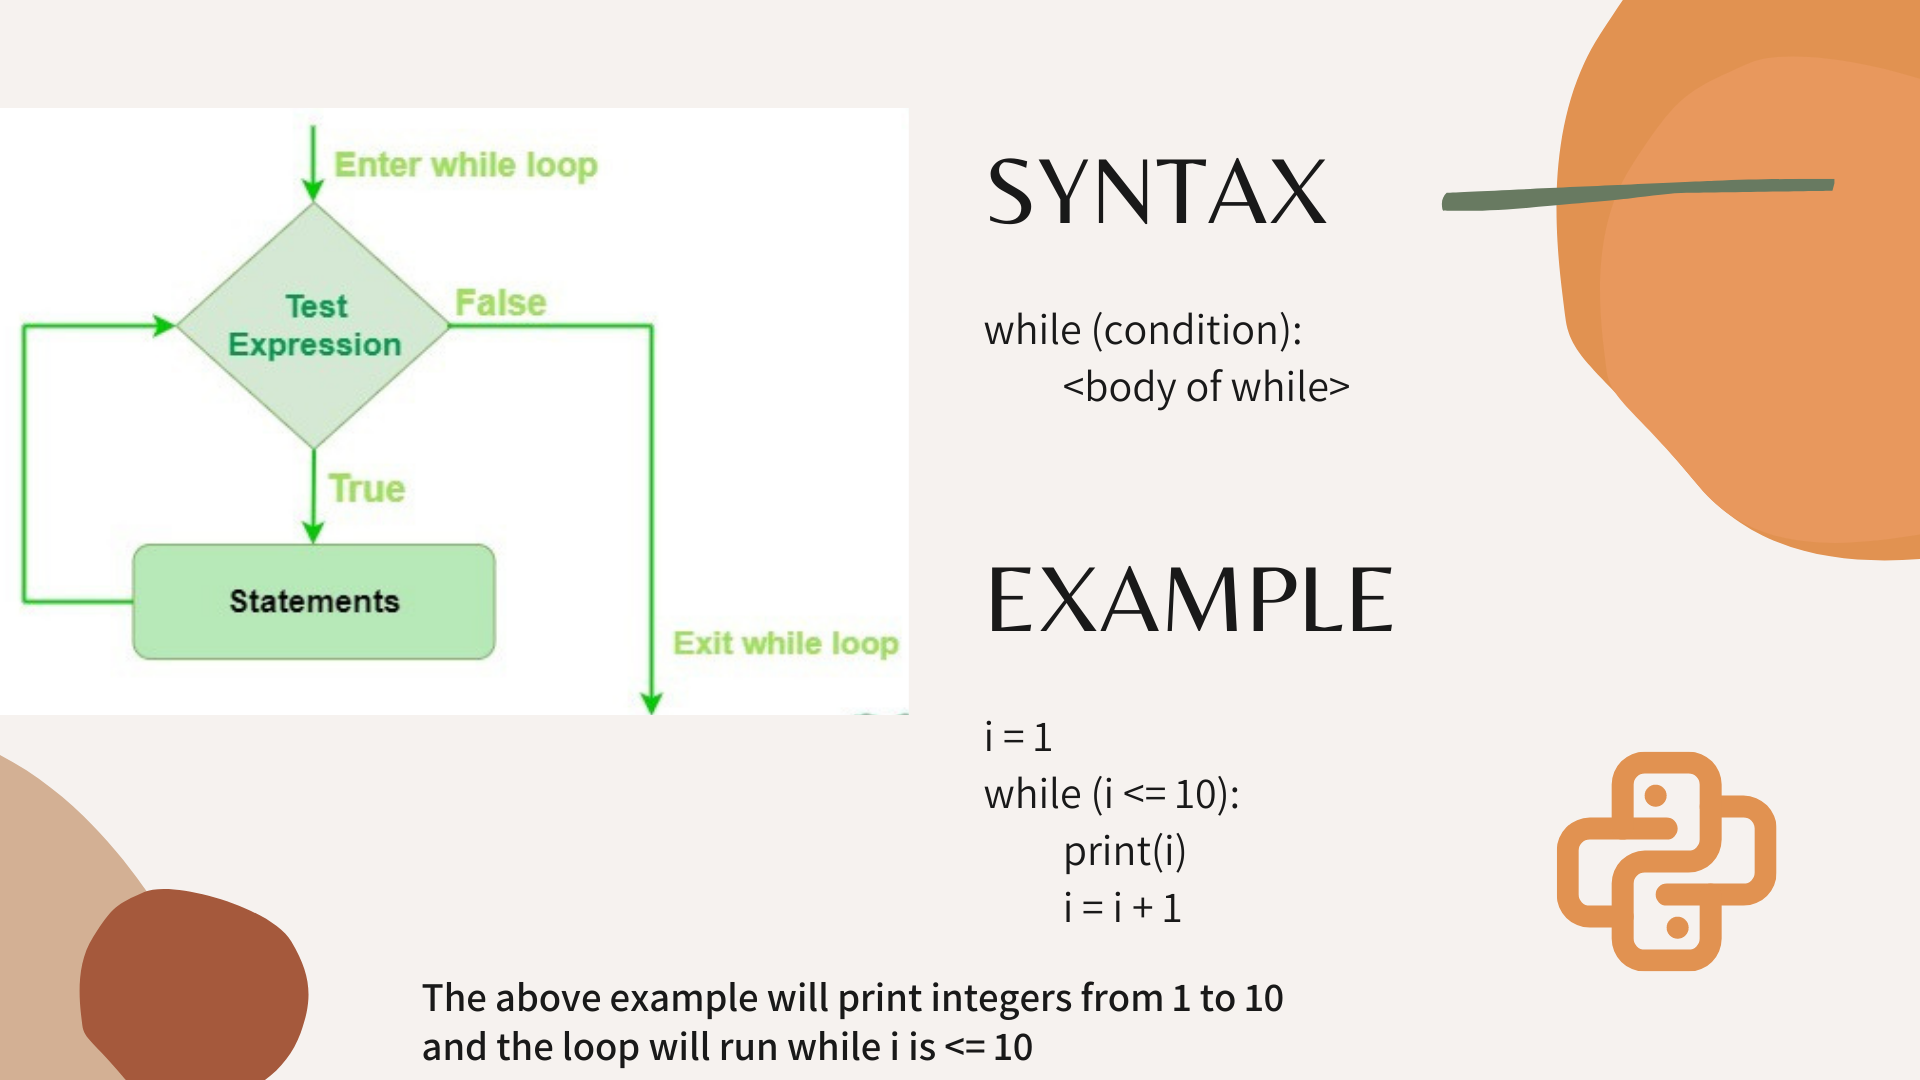 Enter while loop
Test
Expression
False
True
Statements
Exit while loop
SYNTAX
while (condition):
<body of while>
EXAMPLE
i = 1
while (i <= 10):
print(i)
i = i + 1
The above example will print integers from 1 to 10
and the loop will run while i is <= 10